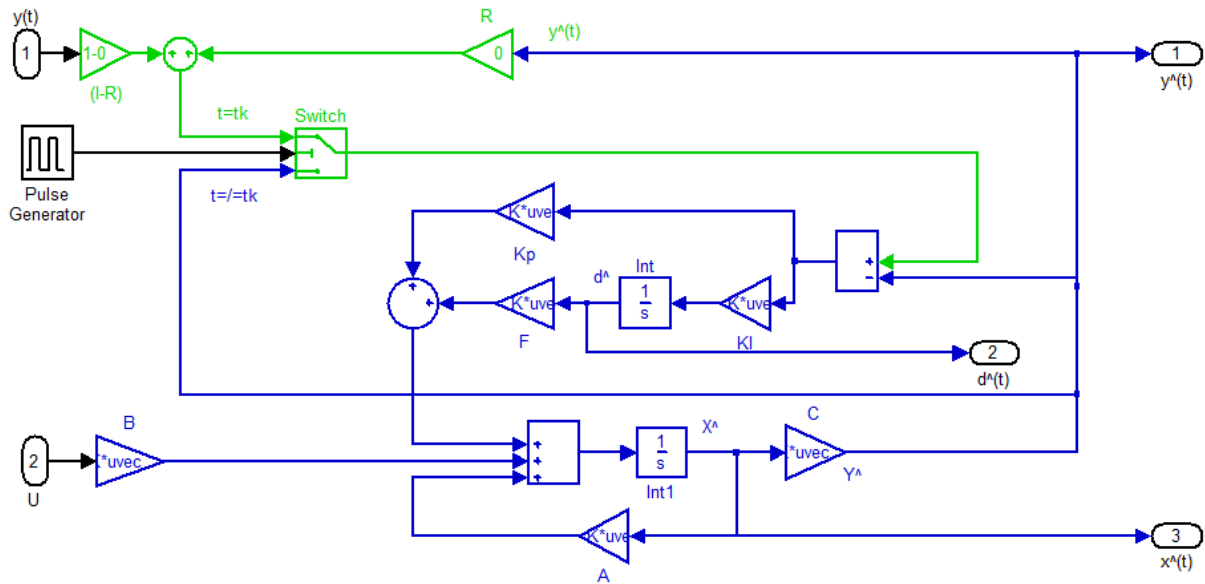 y(t)
R
y^(t)
1
1-0
0
1
(I-R)
y^(t)
t=tk
Switch
Pulse
Generator
t=/=tk
K*uve
Kp
d^
Int
K*uve
1
s
K*uve
F
KI
2
d^(t)
B
C
X^
2
*uvec
1
s
*uvec
U
Int1
Y^
K*uve
3
A
x^(t)